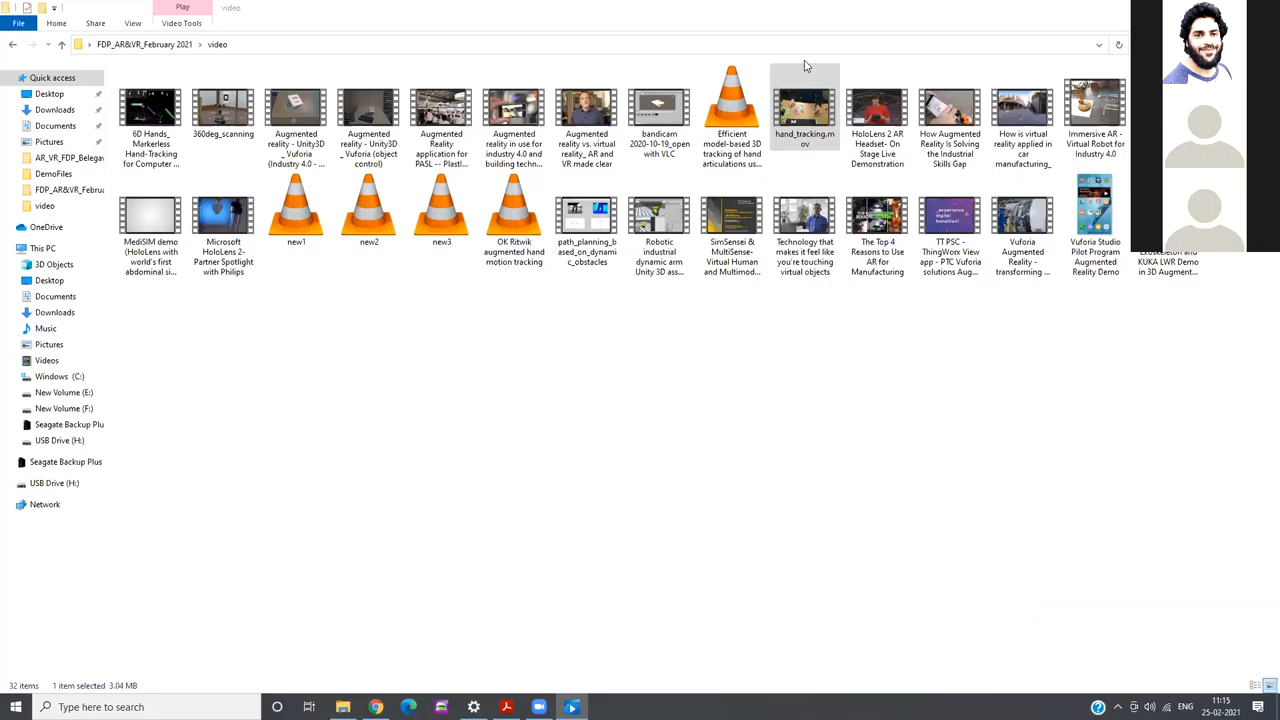 Play
video
File
Home
Share
View
Video Tools
FDP_AR&VR_February 2021
video
Quick access
Desktop
Downloads
Documents
Pictures
AR_VR_FDP_Belegav
DemoFiles
FDP_AR&VR_Februa
video
OneDrive
This PC
3D Objects
Desktop
Documents
Downloads
Music
Pictures
Videos
Windows (C:)
New Volume (E:)
New Volume (F:)
Seagate Backup Plu
USB Drive (H:)
Seagate Backup Plus
USB Drive (H:)
Network
6D Hands_
Markerless
Hand-Tracking
for Computer ...
360deg_scanning
Augmented
reality - Unity3D
_ Vuforia
(Industry 4.0 - ...
Augmented
reality - Unity3D
_ Vuforia (object
control)
Augmented
Reality
application for
PASL -- Plastl...
Augmented
reality in use for
industry 4.0 and
building techn...
Augmented
reality vs. virtual
reality_ AR and
VR made clear
bandicam
2020-10-19_open
with VLC
Efficient
model-based 3D
tracking of hand
articulations us...
hand_tracking.m
ov
HoloLens 2 AR
Headset- On
Stage Live
Demonstration
How Augmented
Reality Is Solving
the Industrial
Skills Gap
How is virtual
reality applied in
car
manufacturing_
Immersive AR -
Virtual Robot for
Industry 4.0
MediSIM demo
(HoloLens with
world's first
abdominal si...
Microsoft
HoloLens 2-
Partner Spotlight
with Philips
new1
new2
new3
OK Ritwik
augmented hand
motion tracking
path_planning_b
ased_on_dynami
c_obstacles
Robotic
industrial
dynamic arm
Unity 3D ass...
SimSensei &
MultiSense-
Virtual Human
and Multimod...
Technology that
makes it feel like
you're touching
virtual objects
The Top 4
Reasons to Use
AR for
Manufacturing
TT PSC -
ThingWorx View
app - PTC Vuforia
solutions Aug...
Vuforia
Augmented
Reality -
transforming ...
Vuforia Studio
Pilot Program
Augmented
Reality Demo
KUKA LWR Demo
in 3D Augment...
32 items
1 item selected 3.04 MB
Type here to search
ENG
11:15
25-02-2021